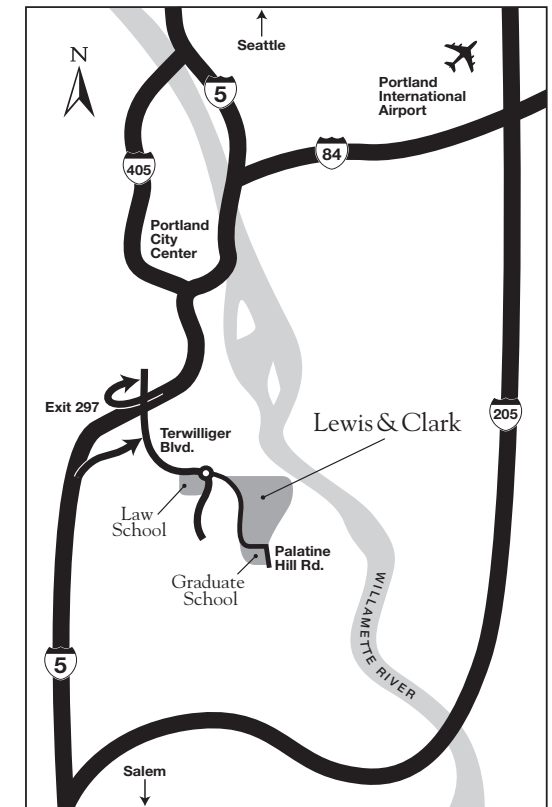 Seattle
N
Portland
International
Airport
5
84
405
Portland
City
Center
Exit 297
205
Lewis & Clark
Terwilliger
Blvd.
Law
School
Palatine
Hill Rd.
Graduate
School
WILLAMETTE RIVER
5
Salem